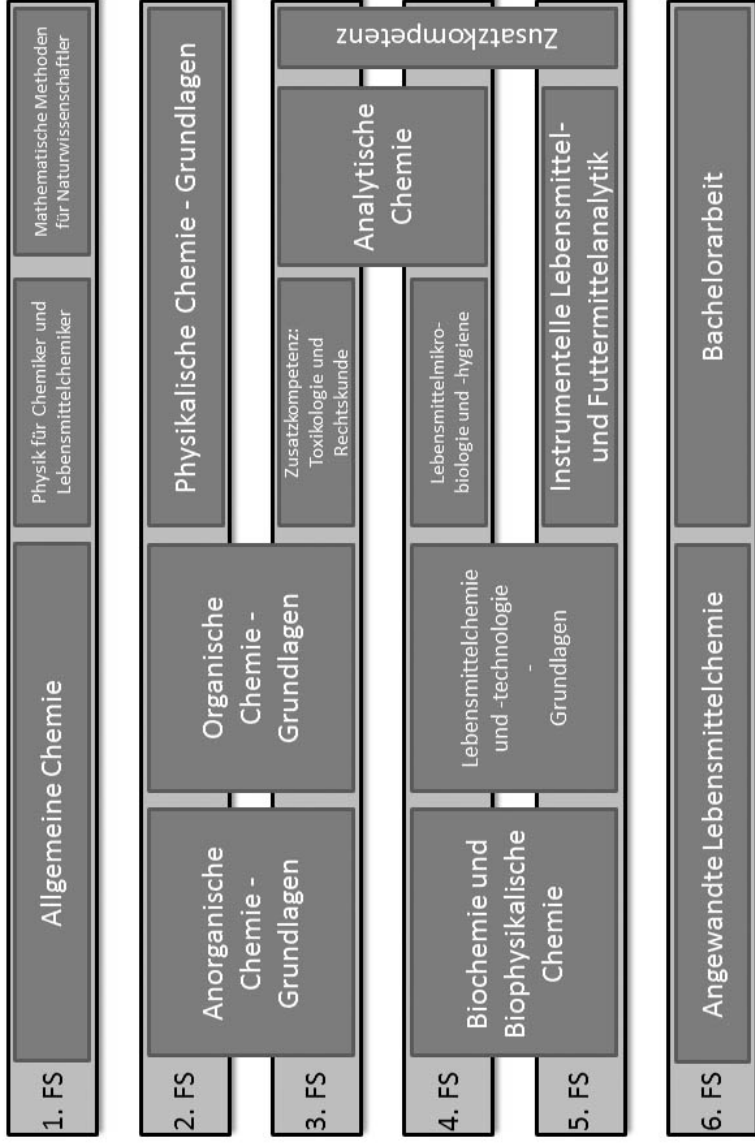 1. FS
Allgemeine Chemie
Physik für Chemiker und
Lebensmittelchemiker
Mathematische Methoden
für Naturwissenschaftler
2. FS
Anorganische
Chemie -
Grundlagen
Organische
Chemie -
Grundlagen
Physikalische Chemie - Grundlagen
3. FS
Zusatzkompetenz:
Toxikologie und
Rechtskunde
Analytische
Chemie
Zusatzkompetenz
4. FS
Biochemie und
Biophysikalische
Chemie
Lebensmittelchemie
und -technologie
-
Grundlagen
Lebensmittelmikro-
biologie und -hygiene
5. FS
Instrumentelle Lebensmittel-
und Futtermittelanalytik
6. FS
Angewandte Lebensmittelchemie
Bachelorarbeit